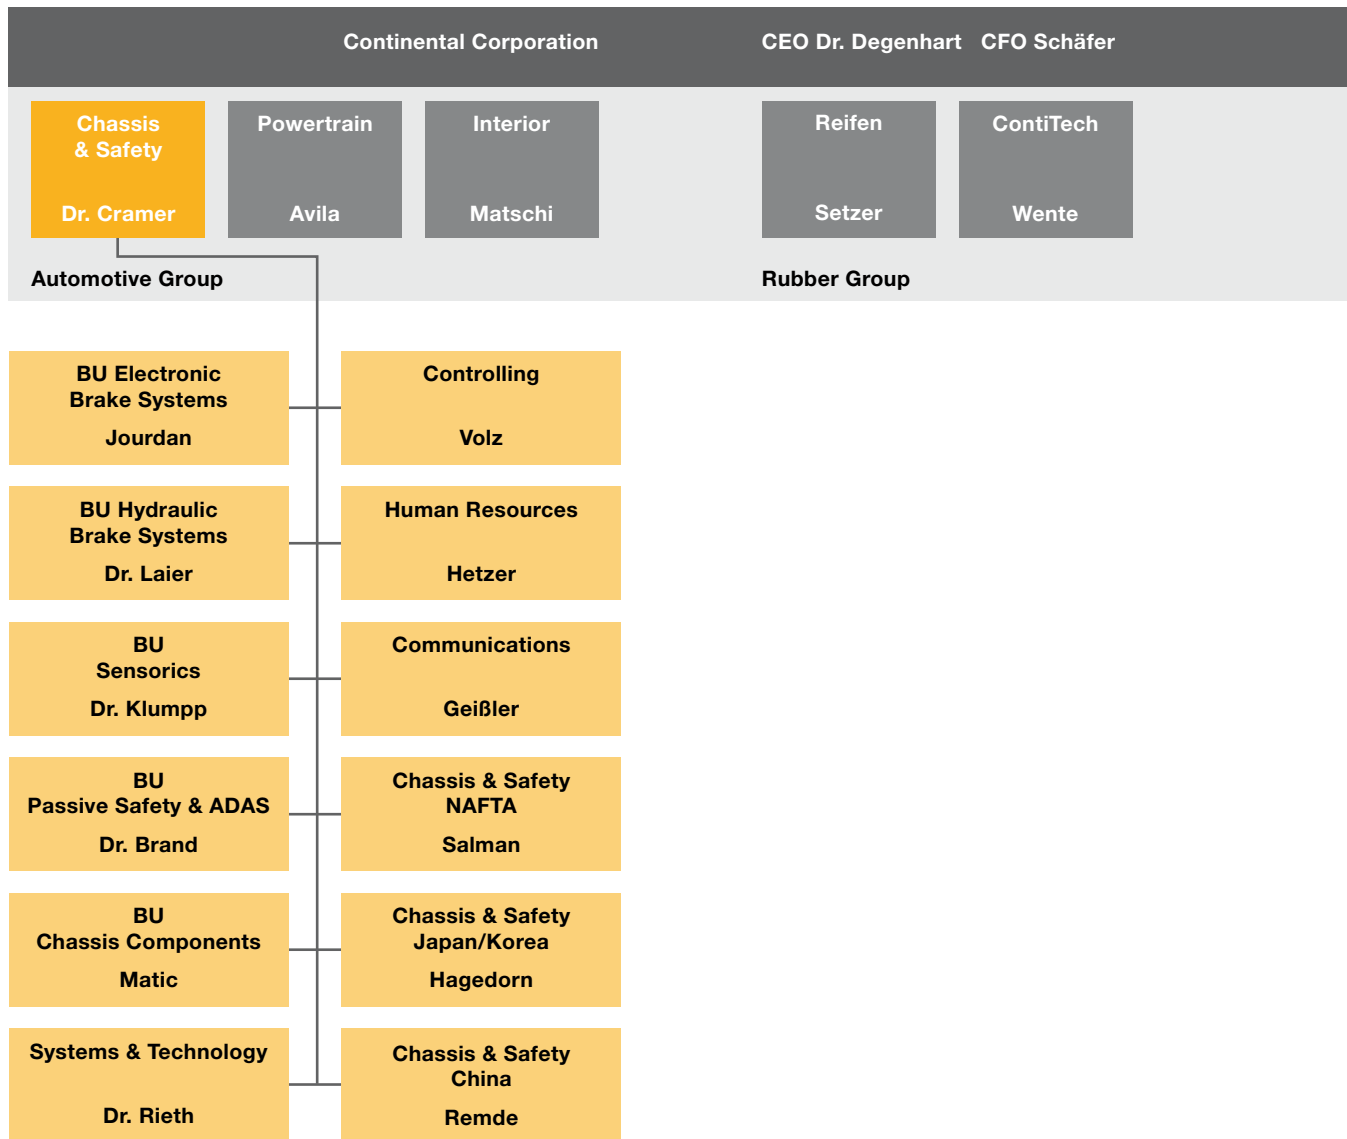 Continental Corporation
CEO Dr. Degenhart CFO Schäfer
Chassis
& Safety
Dr. Cramer
Powertrain
Avila
Interior
Matschi
Reifen
Setzer
ContiTech
Wente
Automotive Group
Rubber Group
BU Electronic
Brake Systems
Jourdan
Controlling
Volz
BU Hydraulic
Brake Systems
Dr. Laier
Human Resources
Hetzer
BU
Sensorics
Dr. Klumpp
Communications
Geißler
BU
Passive Safety & ADAS
Dr. Brand
Chassis & Safety
NAFTA
Salman
BU
Chassis Components
Matic
Chassis & Safety
Japan/Korea
Hagedorn
Systems & Technology
Dr. Rieth
Chassis & Safety
China
Remde